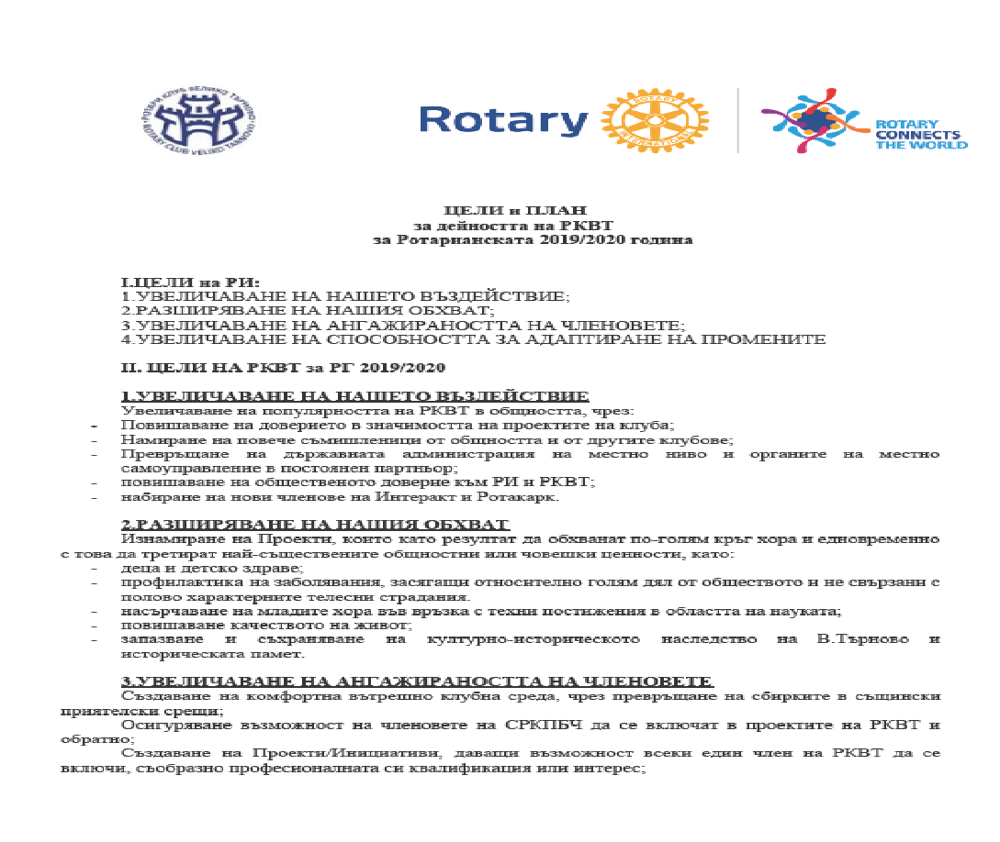 РОТАРИ КЛУБ ВЕЛИКО ТЪРНОВО
ROTARY CLUB VELIKO TARNOVO
Rotary
ROTARY
INTERNATIONAL
ROTARY
CONNECTS
THE WORLD
ЦЕЛИ и ПЛАН
за дейността на РКВТ
за Ротарианската 2019/2020 година
I.ЦЕЛИ на РИ:
1.УВЕЛИЧАВАНЕ НА НАШЕТО ВЪЗДЕЙСТВИЕ;
2.РАЗШИРЯВАНЕ НА НАШИЯ ОБХВАТ;
3.УВЕЛИЧАВАНЕ НА АНГАЖИРАНОСТТА НА ЧЛЕНОВЕТЕ;
4.УВЕЛИЧАВАНЕ НА СПОСОБНОСТТА ЗА АДАПТИРАНЕ НА ПРОМЕНИТЕ
II. ЦЕЛИ НА РКВТ за РГ 2019/2020
1.УВЕЛИЧАВАНЕ НА НАШЕТО ВЪЗДЕЙСТВИЕ
Увеличаване на популярността на РКВТ в общността, чрез:
- Повишаване на доверието в значимостта на проектите на клуба;
- Намиране на повече съмишленици от общността и от другите клубове;
- Превръщане на държавната администрация на местно ниво и органите на местно
самоуправление в постоянен партньор;
- повишаване на общественото доверие към РИ и РКВТ;
- набиране на нови членове на Интеракт и Ротакарк.
2.РАЗШИРЯВАНЕ НА НАШИЯ ОБХВАТ
Изнамиране на Проекти, които като резултат да обхванат по-голям кръг хора и едновременно
с това да третират най-съществените общностни или човешки ценности, като:
- деца и детско здраве;
- профилактика на заболявания, засягащи относително голям дял от обществото и не свързани с
полово характерните телесни страдания.
- насърчаване на младите хора във връзка с техни постижения в областта на науката;
- повишаване качеството на живот;
- запазване и съхраняване на културно-историческото наследство на В.Търново и
историческата памет.
3.УВЕЛИЧАВАНЕ НА АНГАЖИРАНОСТТА НА ЧЛЕНОВЕТЕ
Създаване на комфортна вътрешно клубна среда, чрез превръщане на сбирките в същински
приятелски срещи;
Осигуряване възможност на членовете на СРКПБЧ да се включат в проектите на РКВТ и
обратно;
Създаване на Проекти/Инициативи, даващи възможност всеки един член на РКВТ да се
включи, съобразно професионалната си квалификация или интерес;